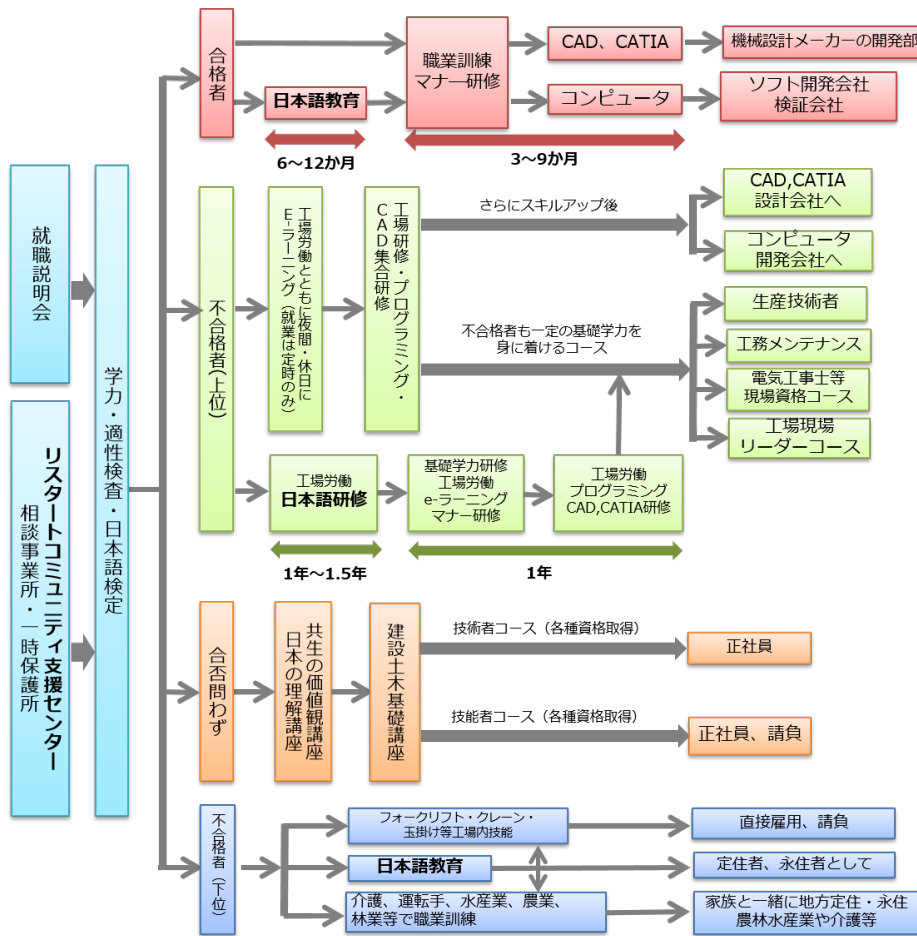 就職説明会
リスタートコミュニティ支援センター
相談事業所・一時保護所
学力・適性検査・日本語検定
合格者
日本語教育
6～12か月
職業訓練
マナー研修
3～9か月
CAD、CATIA
コンピュータ
機械設計メーカーの開発部
ソフト開発会社
検証会社
不合格者(上位)
工場労働とともに夜間・休日に
E-ラーニング（就業は定時のみ）
工場研修・プログラミング・
CAD集合研修
さらにスキルアップ後
CAD,CATIA
設計会社へ
コンピュータ
開発会社へ
不合格者も一定の基礎学力を
身に着けるコース
生産技術者
工務メンテナンス
電気工事士等
現場資格コース
工場現場
リーダーコース
工場労働
日本語研修
基礎学力研修
工場労働
e-ラーニング
マナー研修
工場労働
プログラミング
CAD,CATIA研修
1年～1.5年
1年
合否問わず
共生の価値観講座
日本の理解講座
建設土木基礎講座
技術者コース（各種資格取得）
正社員
技能者コース（各種資格取得）
正社員、請負
不合格者（下位）
フォークリフト・クレーン・
玉掛け等工場内技能
直接雇用、請負
日本語教育
定住者、永住者として
介護、運転手、水産業、農業、
林業等で職業訓練
家族と一緒に地方定住・永住
農林水産業や介護等